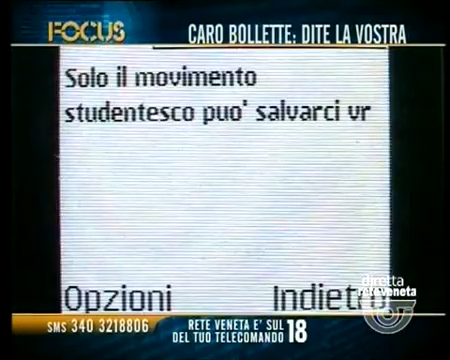 FOCUS
CARO BOLLETTE: DITE LA VOSTRA
Solo il movimento
studentesco puo' salvarci vr
Opzioni
Indietro
diretta
reteveneta
SMS 340 3218806
RETE VENETA E' SUL
DEL TUO TELECOMANDO 18